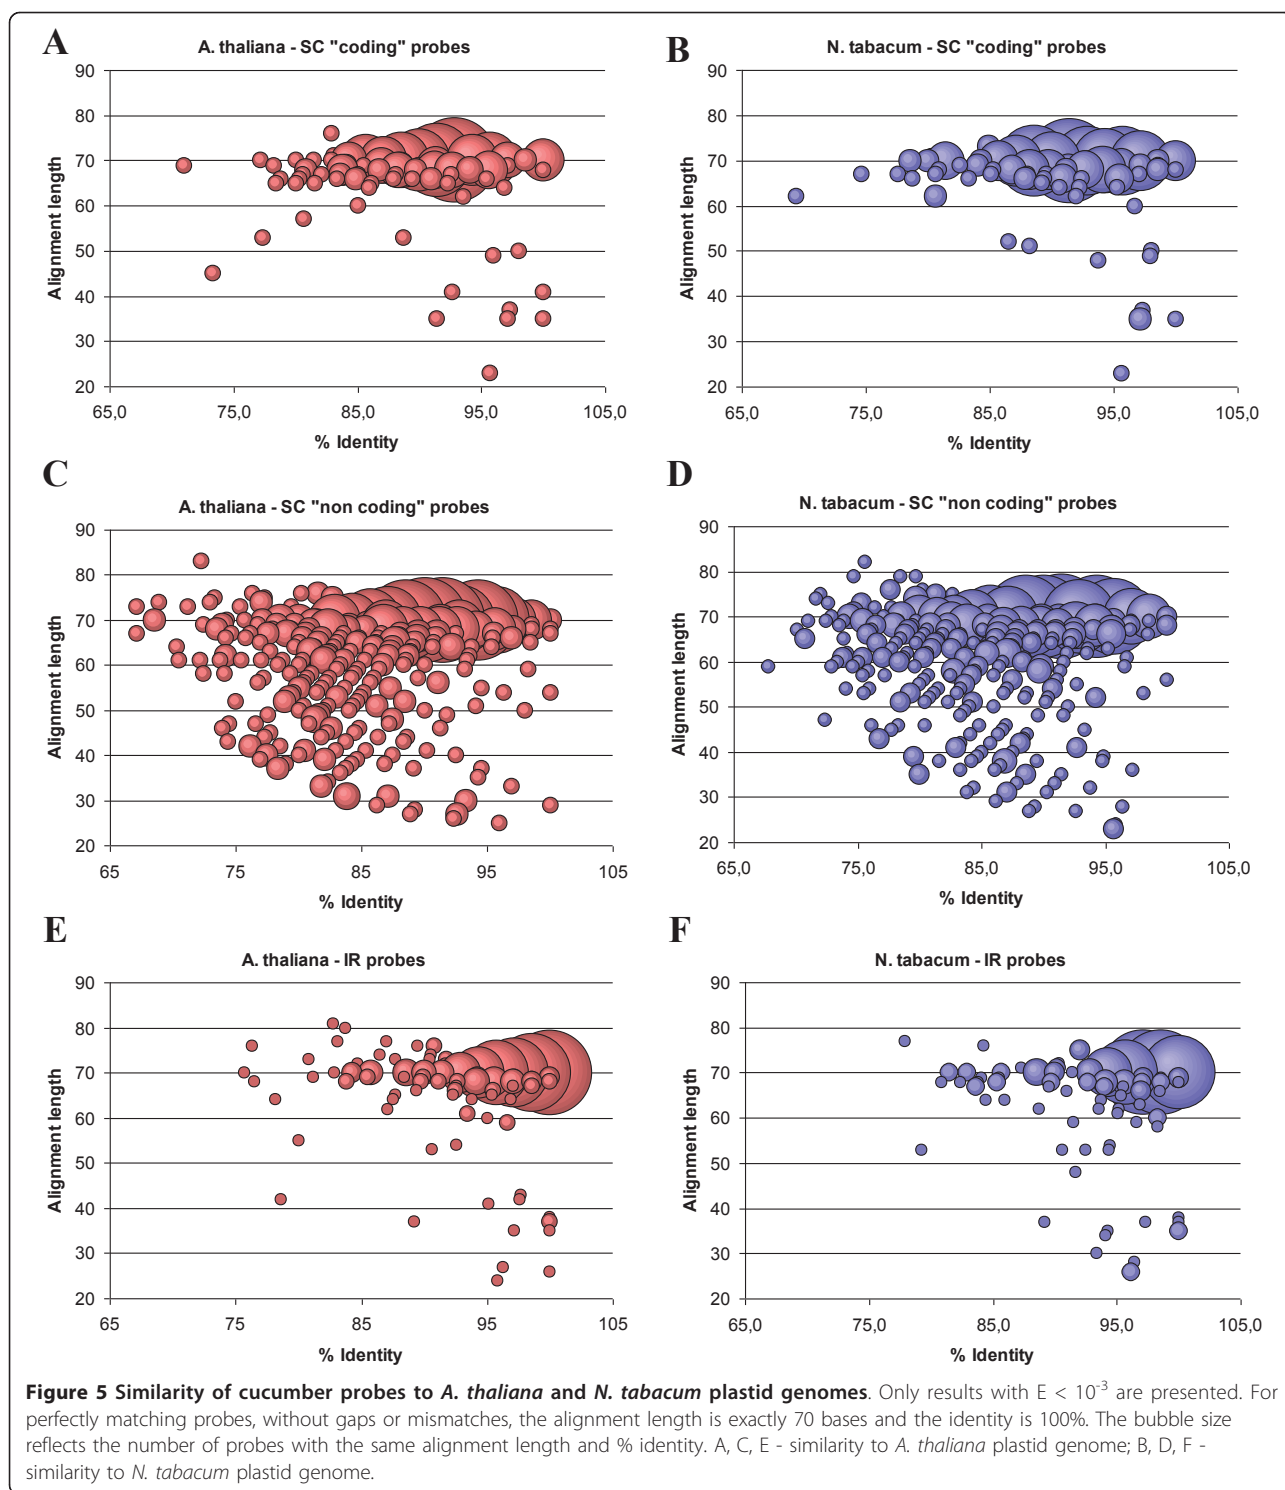 A
A. thaliana - SC "coding" probes
90
80
70
60
50
40
30
20
Alignment length
65,0 75,0 85,0 95,0 105,0
% Identity
B
N. tabacum - SC "coding" probes
90
80
70
60
50
40
30
20
Alignment length
65,0 75,0 85,0 95,0 105,0
% Identity
C
A. thaliana - SC "non coding" probes
90
80
70
60
50
40
30
20
Alignment length
65 75 85 95 105
% Identity
D
N. tabacum - SC "non coding" probes
90
80
70
60
50
40
30
20
Alignment length
65,0 75,0 85,0 95,0 105,0
% Identity
E
A. thaliana - IR probes
90
80
70
60
50
40
30
20
Alignment length
65 75 85 95 105
% Identity
F
N. tabacum - IR probes
90
80
70
60
50
40
30
20
Alignment length
65,0 75,0 85,0 95,0 105,0
% Identity
Figure 5 Similarity of cucumber probes to A. thaliana and N. tabacum plastid genomes. Only results with E < 10⁻³ are presented. For
perfectly matching probes, without gaps or mismatches, the alignment length is exactly 70 bases and the identity is 100%. The bubble size
reflects the number of probes with the same alignment length and % identity. A, C, E - similarity to A. thaliana plastid genome; B, D, F -
similarity to N. tabacum plastid genome.